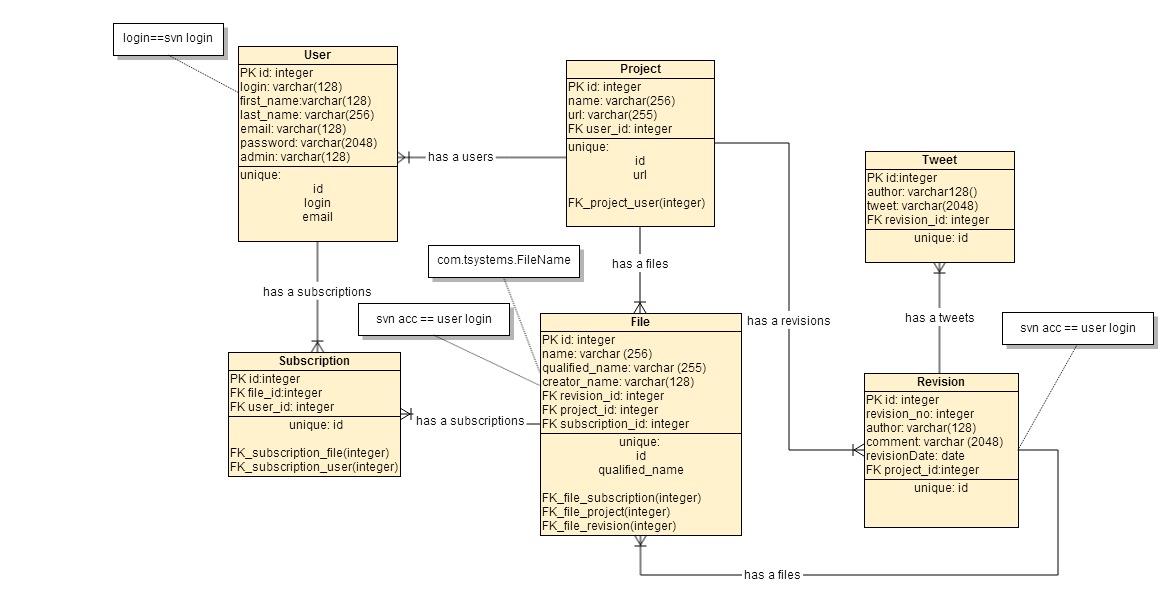 login==svn login
User
PK id: integer
login: varchar(128)
first_name:varchar(128)
last_name: varchar(256)
email: varchar(128)
password: varchar(2048)
admin: varchar(128)
unique:
id
login
email
has a users
Project
PK id: integer
name: varchar(256)
url: varchar(255)
FK user_id: integer
unique:
id
url
FK_project_user(integer)
Tweet
PK id:integer
author: varchar128()
tweet: varchar(2048)
FK revision_id: integer
unique: id
has a subscriptions
com.tsystems.FileName
has a files
svn acc == user login
has a revisions
has a tweets
svn acc == user login
Subscription
PK id:integer
FK file_id:integer
FK user_id: integer
unique: id
FK_subscription_file(integer)
FK_subscription_user(integer)
has a subscriptions
File
PK id: integer
name: varchar (256)
qualified_name: varchar (255)
creator_name: varchar(128)
FK revision_id: integer
FK project_id: integer
FK subscription_id: integer
unique:
id
qualified_name
FK_file_subscription(integer)
FK_file_project(integer)
FK_file_revision(integer)
Revision
PK id: integer
revision_no: integer
author: varchar(128)
comment: varchar (2048)
revisionDate: date
FK project_id:integer
unique: id
has a files